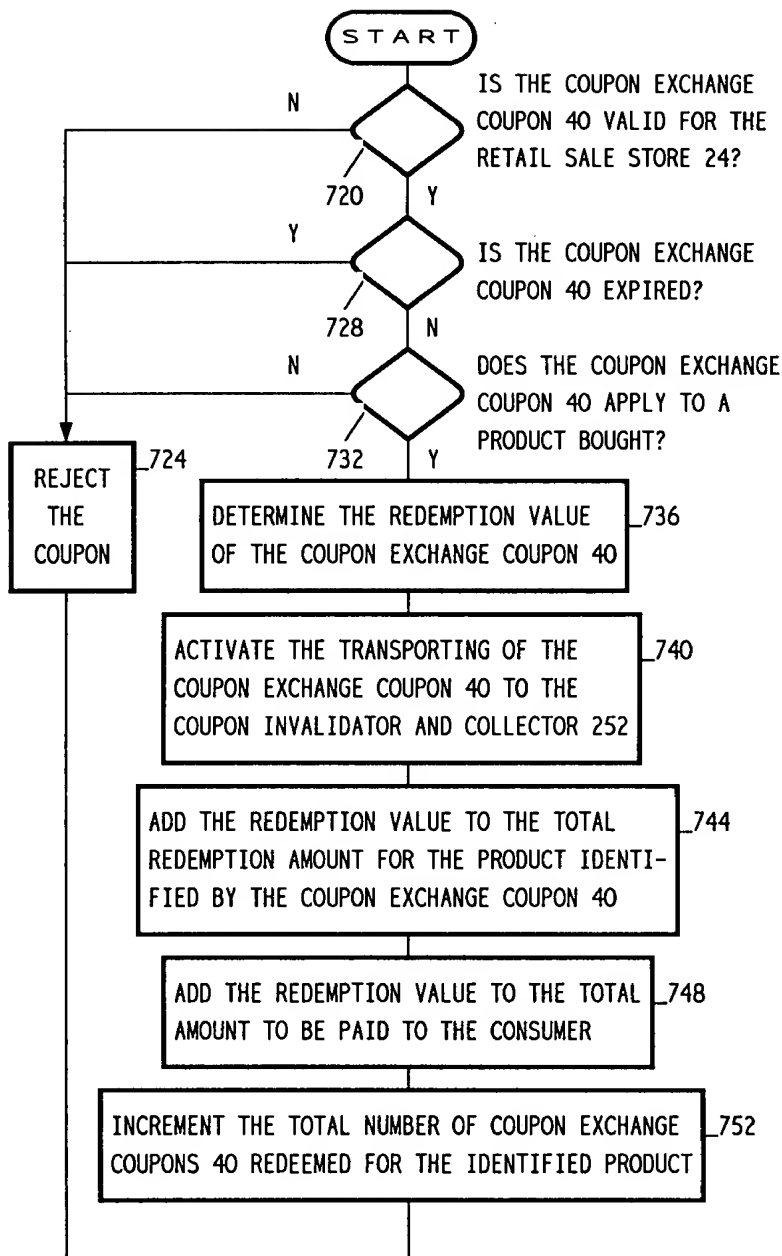 START
IS THE COUPON EXCHANGE
COUPON 40 VALID FOR THE
RETAIL SALE STORE 24?
N
720
Y
IS THE COUPON EXCHANGE
COUPON 40 EXPIRED?
Y
728
N
DOES THE COUPON EXCHANGE
COUPON 40 APPLY TO A
PRODUCT BOUGHT?
N
732
Y
REJECT
THE
COUPON
724
DETERMINE THE REDEMPTION VALUE
OF THE COUPON EXCHANGE COUPON 40
736
ACTIVATE THE TRANSPORTING OF THE
COUPON EXCHANGE COUPON 40 TO THE
COUPON INVALIDATOR AND COLLECTOR 252
740
ADD THE REDEMPTION VALUE TO THE TOTAL
REDEMPTION AMOUNT FOR THE PRODUCT IDENTI-
FIED BY THE COUPON EXCHANGE COUPON 40
744
ADD THE REDEMPTION VALUE TO THE TOTAL
AMOUNT TO BE PAID TO THE CONSUMER
748
INCREMENT THE TOTAL NUMBER OF COUPON EXCHANGE
COUPONS 40 REDEEMED FOR THE IDENTIFIED PRODUCT
752